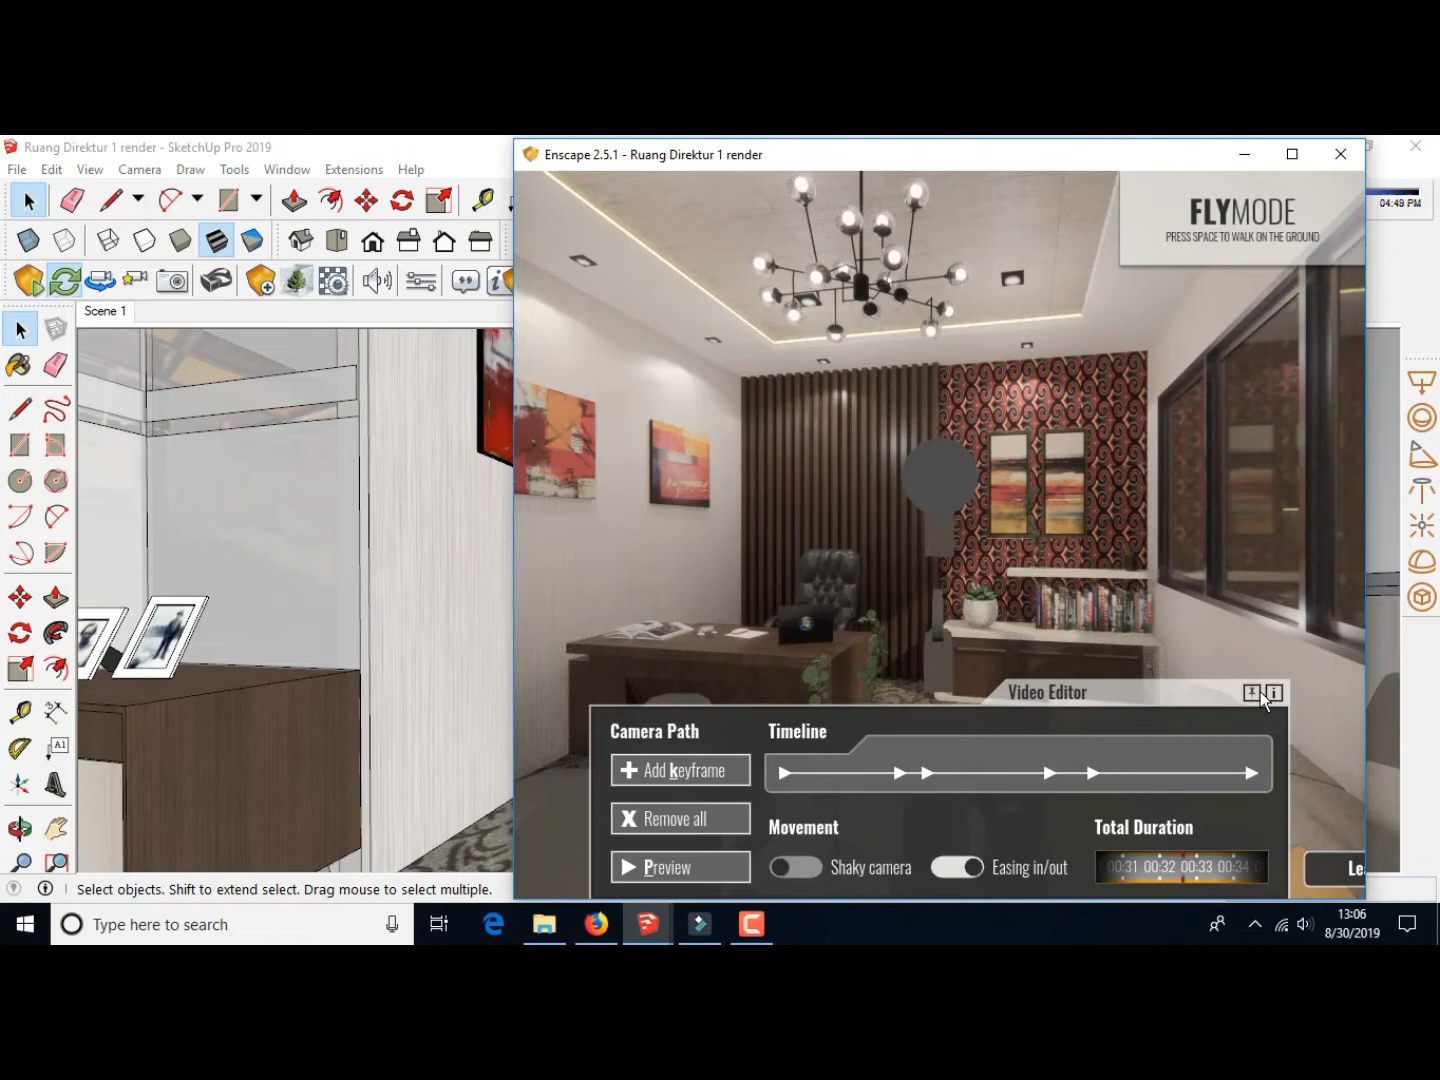 Ruang Direktur 1 render - SketchUp Pro 2019
File Edit View Camera Draw Tools Window Extensions Help
Scene 1
A1
Select objects. Shift to extend select. Drag mouse to select multiple.
Enscape 2.5.1 - Ruang Direktur 1 render
FLYMODE
PRESS SPACE TO WALK ON THE GROUND
04:49 PM
Video Editor
Camera Path
Timeline
Add keyframe
Remove all
Preview
Movement
Shaky camera
Easing in/out
Total Duration
00:31 00:32 00:33 00:34
Le
Type here to search
13:06
8/30/2019